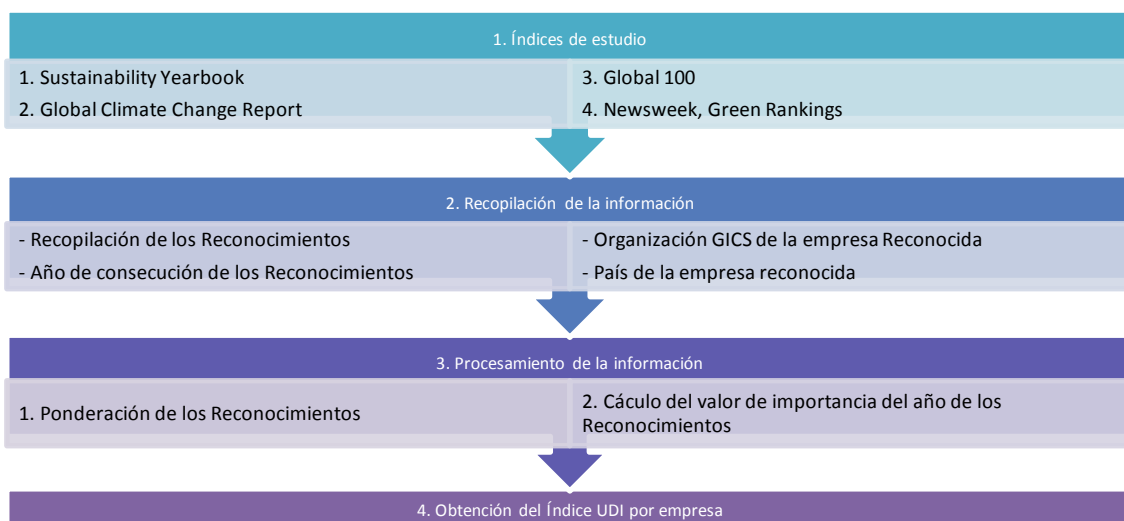 1. Índices de estudio
1. Sustainability Yearbook
2. Global Climate Change Report
3. Global 100
4. Newsweek, Green Rankings
2. Recopilación de la información
- Recopilación de los Reconocimientos
- Año de consecución de los Reconocimientos
- Organización GICS de la empresa Reconocida
- País de la empresa reconocida
3. Procesamiento de la información
1. Ponderación de los Reconocimientos
2. Cáculo del valor de importancia del año de los
Reconocimientos
4. Obtención del Índice UDI por empresa